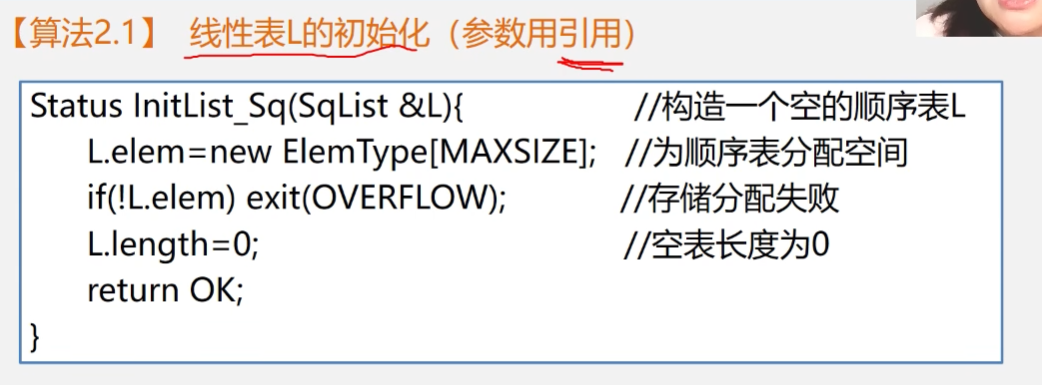 【算法2.1】 线性表L的初始化（参数用引用）
Status InitList_Sq(SqList &L){ //构造一个空的顺序表L
L.elem=new ElemType[MAXSIZE]; //为顺序表分配空间
if(!L.elem) exit(OVERFLOW); //存储分配失败
L.length=0; //空表长度为0
return OK;
}